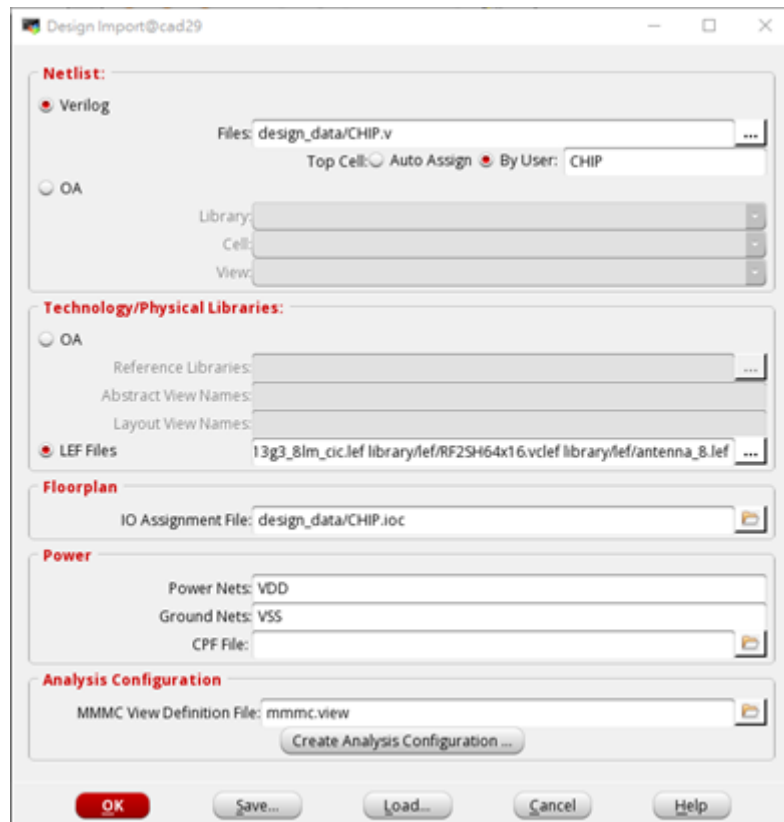 Design Import@cad29
Netlist:
Verilog
Files: design_data/CHIP.v ...
Top Cell: Auto Assign By User: CHIP
OA
Library:
Cell:
View:
Technology/Physical Libraries:
OA
Reference Libraries: ...
Abstract View Names:
Layout View Names:
LEF Files 13g3_8lm_cic.lef library/lef/RF2SH64x16.vclef library/lef/antenna_8.lef ...
Floorplan
IO Assignment File: design_data/CHIP.ioc
Power
Power Nets: VDD
Ground Nets: VSS
CPF File:
Analysis Configuration
MMMC View Definition File: mmmc.view
Create Analysis Configuration ...
OK Save... Load... Cancel Help